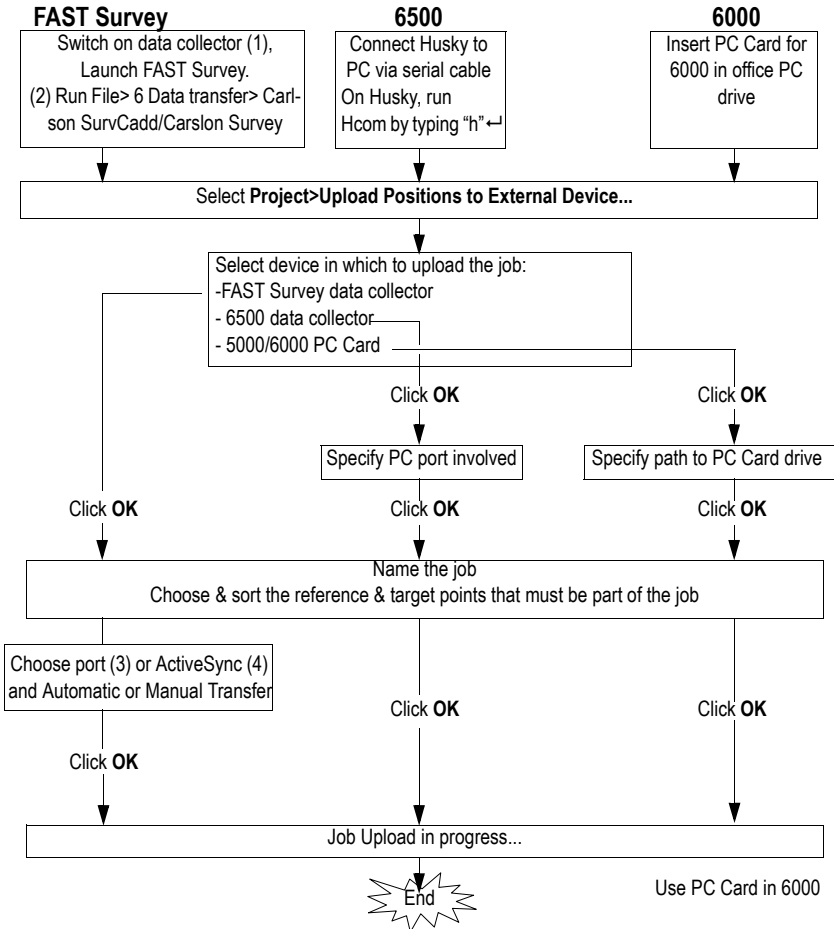 FAST Survey
6500
6000
Switch on data collector (1),
Launch FAST Survey.
(2) Run File> 6 Data transfer> Carl-
son SurvCadd/Carslon Survey
Connect Husky to
PC via serial cable
On Husky, run
Hcom by typing “h”↵
Insert PC Card for
6000 in office PC
drive
Select Project>Upload Positions to External Device...
Select device in which to upload the job:
-FAST Survey data collector
- 6500 data collector
- 5000/6000 PC Card
Click OK
Click OK
Specify PC port involved
Specify path to PC Card drive
Click OK
Click OK
Click OK
Name the job
Choose & sort the reference & target points that must be part of the job
Choose port (3) or ActiveSync (4)
and Automatic or Manual Transfer
Click OK
Click OK
Click OK
Job Upload in progress...
End
Use PC Card in 6000